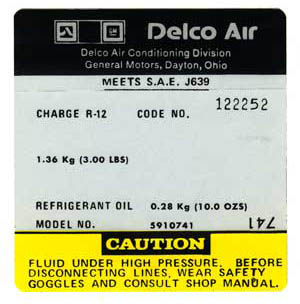 GM Delco Air
Delco Air Conditioning Division
General Motors, Dayton, Ohio
MEETS S.A.E. J639
CHARGE R-12 CODE NO. 122252
1.36 Kg (3.00 LBS)
REFRIGERANT OIL 0.28 Kg (10.0 OZS)
MODEL NO. 5910741 741
CAUTION
FLUID UNDER HIGH PRESSURE. BEFORE
DISCONNECTING LINES, WEAR SAFETY
GOGGLES AND CONSULT SHOP MANUAL.